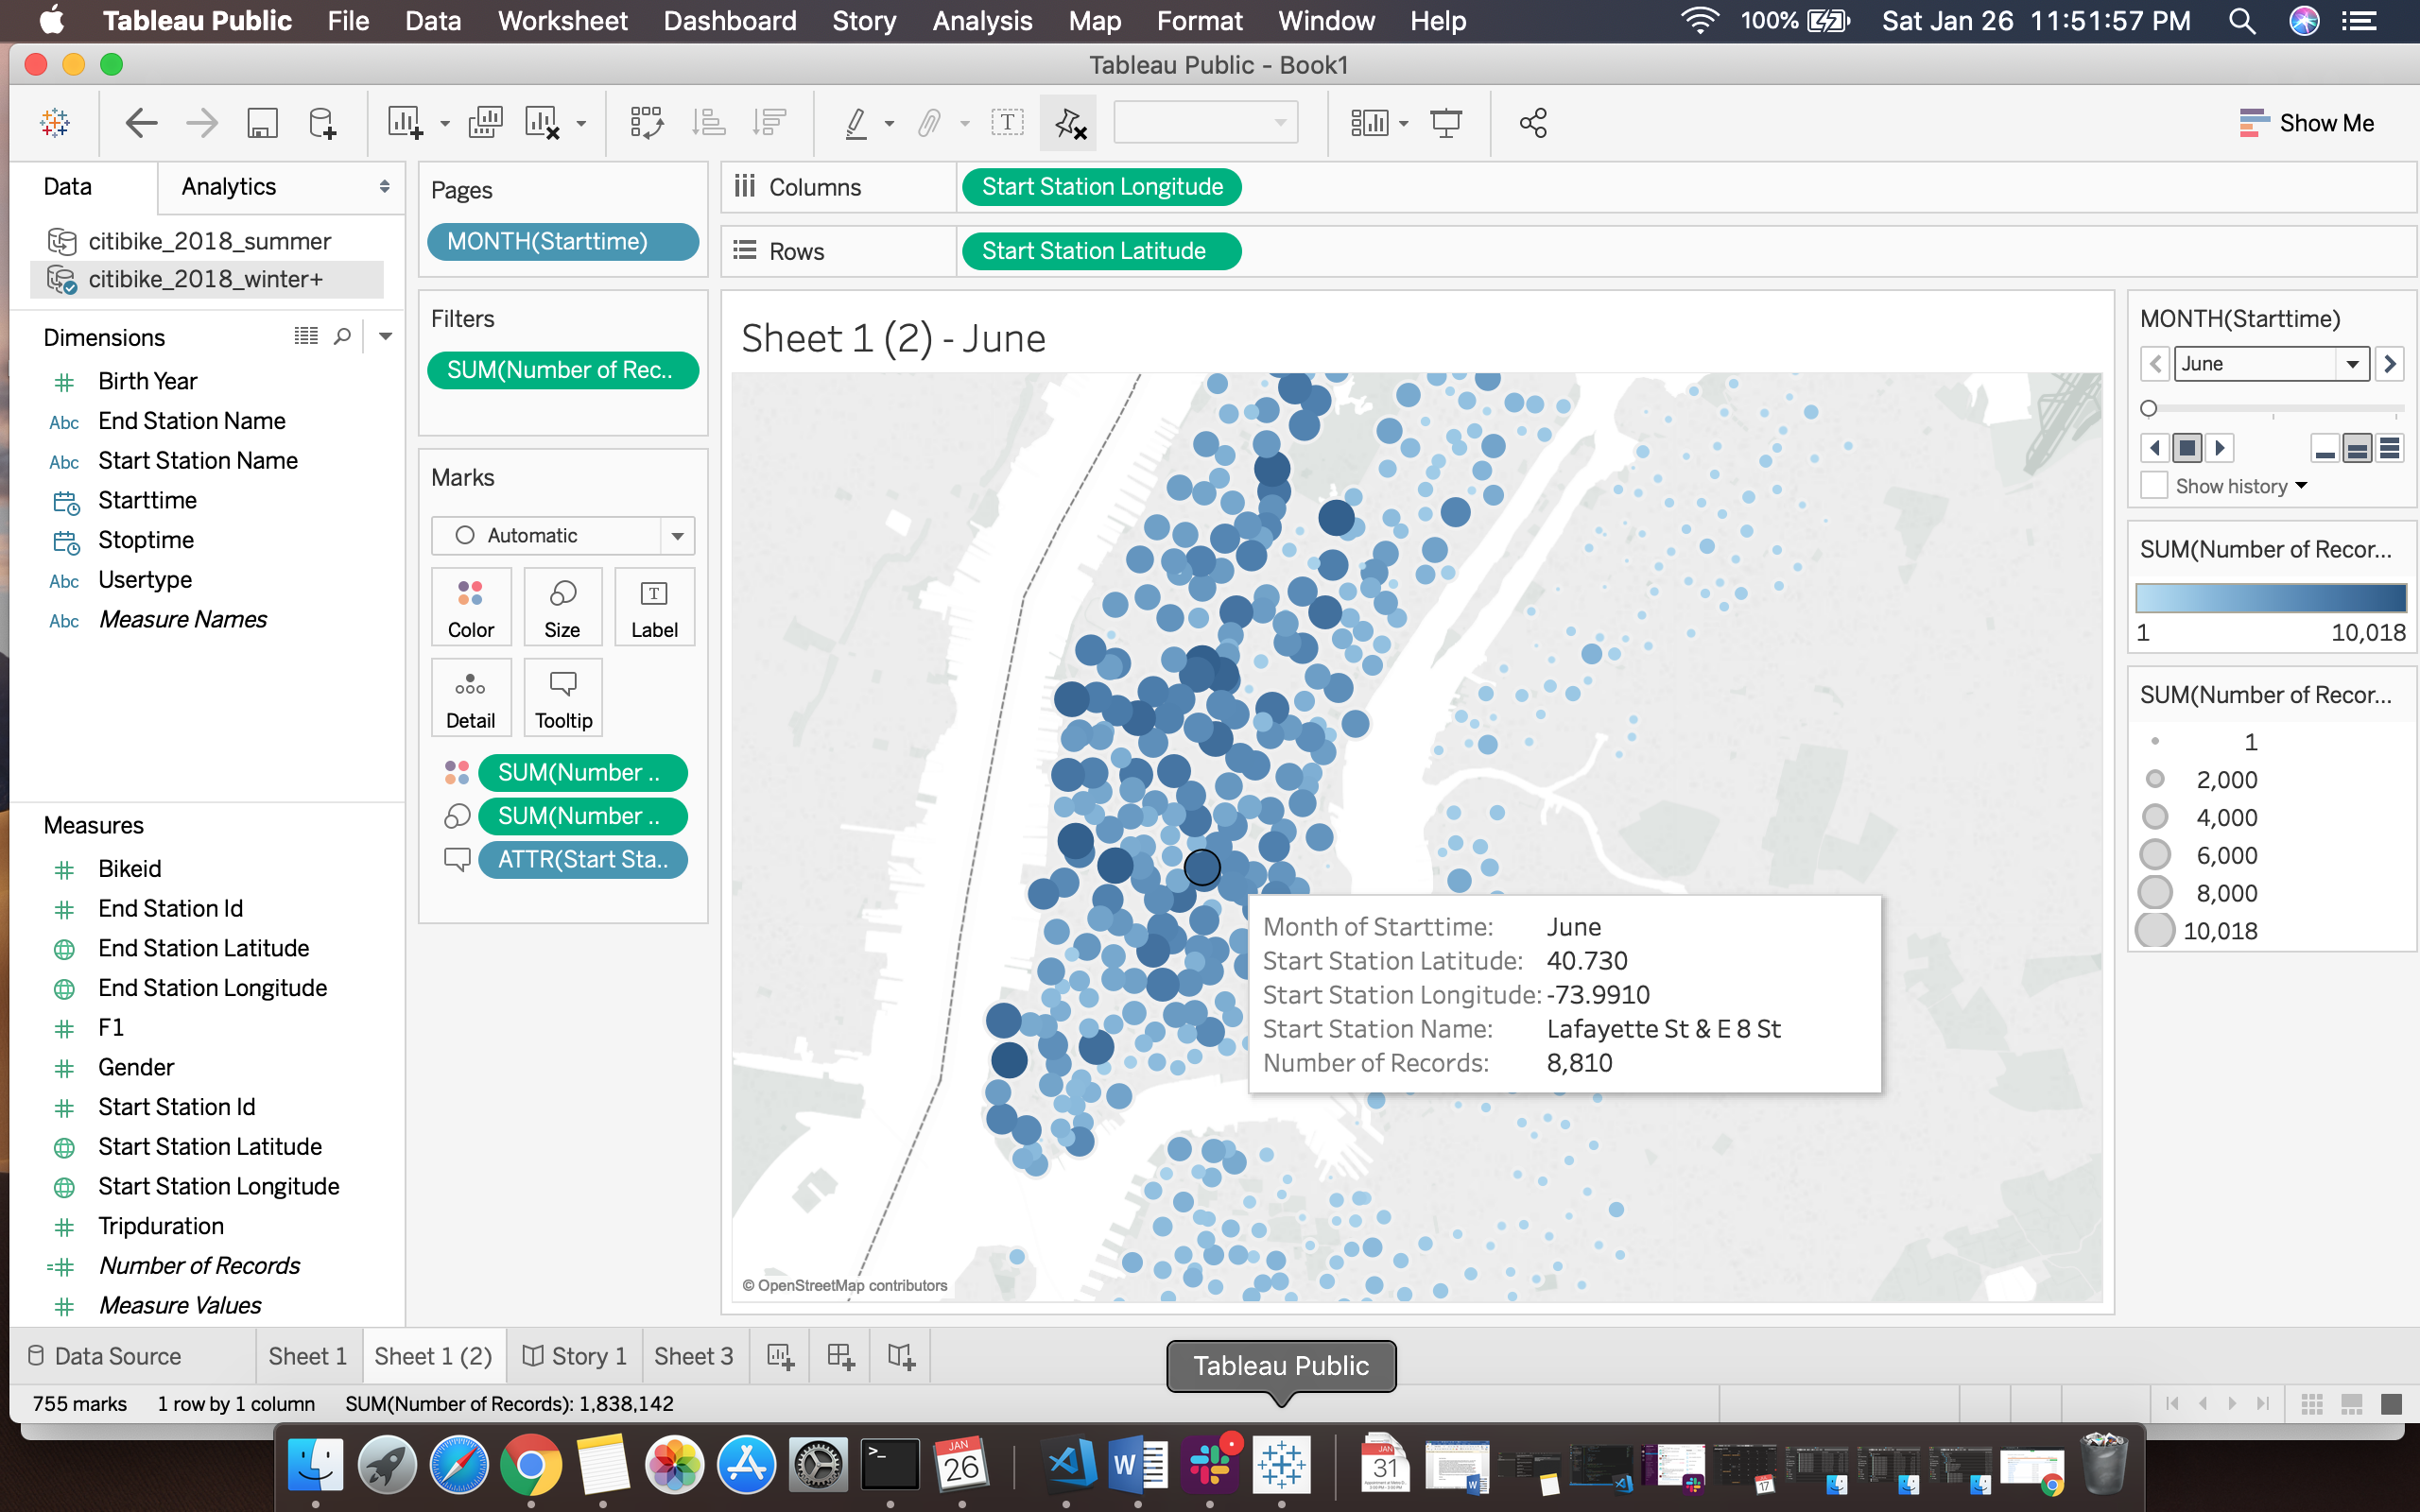 Tableau Public File Data Worksheet Dashboard Story Analysis Map Format Window Help 100% Sat Jan 26 11:51:57 PM
Tableau Public - Book1
Show Me
Data Analytics
citibike_2018_summer
citibike_2018_winter+
Dimensions
Birth Year
Abc End Station Name
Abc Start Station Name
Starttime
Stoptime
Abc Usertype
Abc Measure Names
Measures
Bikeid
End Station Id
End Station Latitude
End Station Longitude
F1
Gender
Start Station Id
Start Station Latitude
Start Station Longitude
Tripduration
Number of Records
Measure Values
Pages
MONTH(Starttime)
Filters
SUM(Number of Rec..
Marks
Automatic
Color Size Label
Detail Tooltip
SUM(Number ..
SUM(Number ..
ATTR(Start Sta..
Columns Start Station Longitude
Rows Start Station Latitude
Sheet 1 (2) - June
Month of Starttime: June
Start Station Latitude: 40.730
Start Station Longitude: -73.9910
Start Station Name: Lafayette St & E 8 St
Number of Records: 8,810
© OpenStreetMap contributors
MONTH(Starttime)
June
Show history
SUM(Number of Recor...
1 10,018
SUM(Number of Recor...
1
2,000
4,000
6,000
8,000
10,018
Data Source Sheet 1 Sheet 1 (2) Story 1 Sheet 3
Tableau Public
755 marks 1 row by 1 column SUM(Number of Records): 1,838,142
JAN
26
JAN
31
17